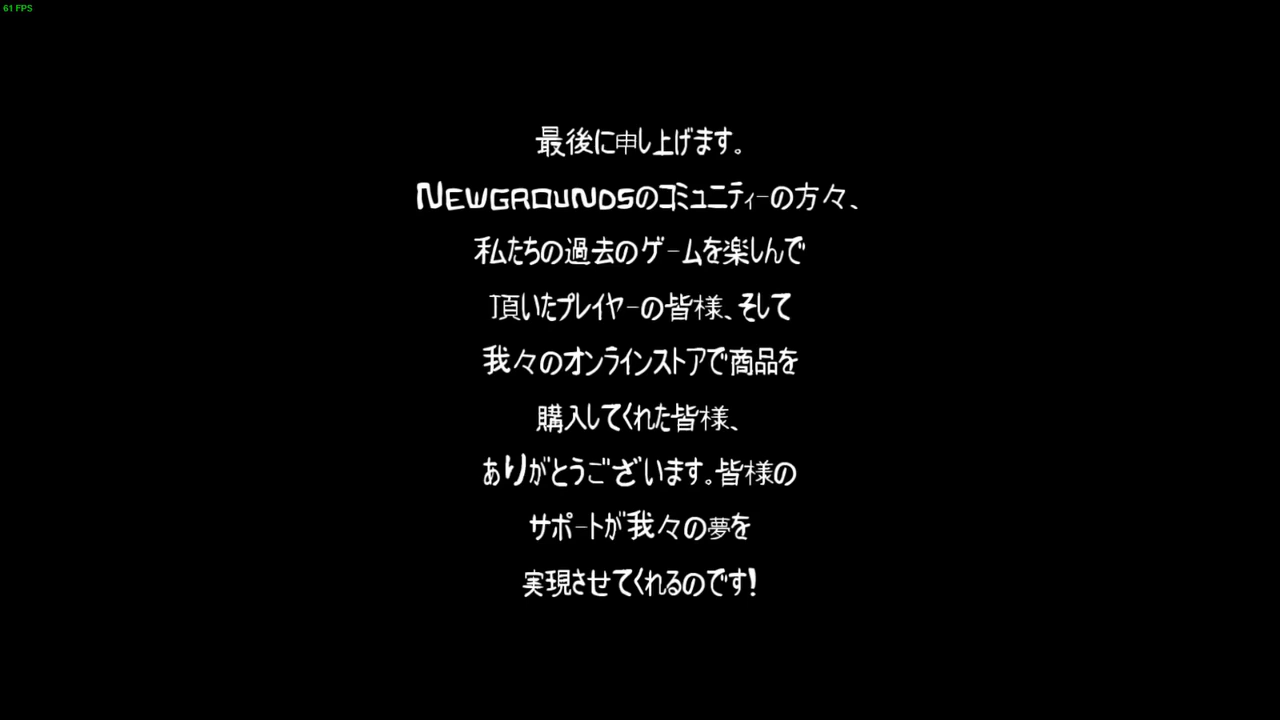 61 FPS
最後に申し上げます。
NEWGROUNDSのコミュニティーの方々、
私たちの過去のゲームを楽しんで
頂いたプレイヤーの皆様、そして
我々のオンラインストアで商品を
購入してくれた皆様、
ありがとうございます。皆様の
サポートが我々の夢を
実現させてくれるのです!